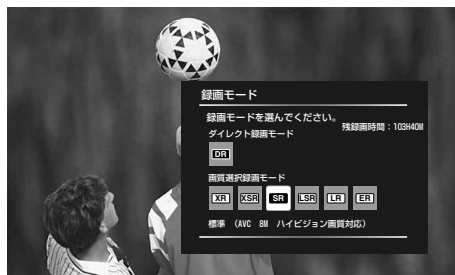 録画モード
録画モードを選んでください。
残録画時間：103H40M
ダイレクト録画モード
DR
画質選択録画モード
XR XSR SR LSR LR ER
標準 （AVC 8M ハイビジョン画質対応）